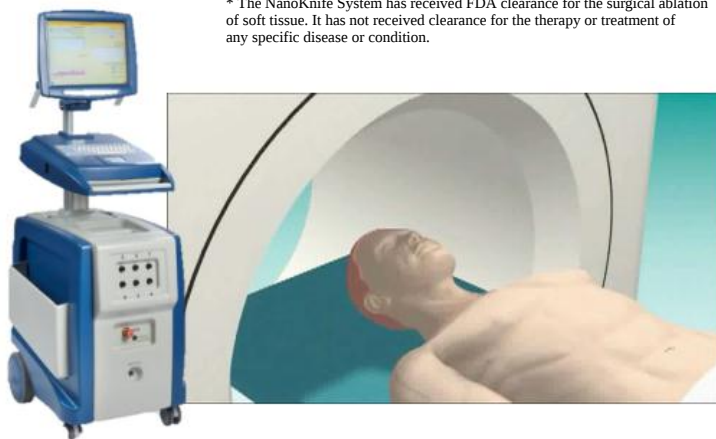 * The NanoKnife System has received FDA clearance for the surgical ablation
of soft tissue. It has not received clearance for the therapy or treatment of
any specific disease or condition.